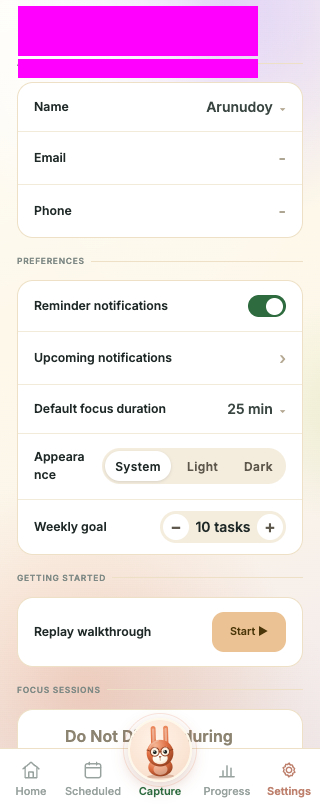 Name
Arunudoy
Email
–
Phone
–
PREFERENCES
Reminder notifications
Upcoming notifications
Default focus duration
25 min
Appeara
nce
System
Light
Dark
Weekly goal
− 10 tasks +
GETTING STARTED
Replay walkthrough
Start ▶
FOCUS SESSIONS
Do Not during
Home
Scheduled
Capture
Progress
Settings